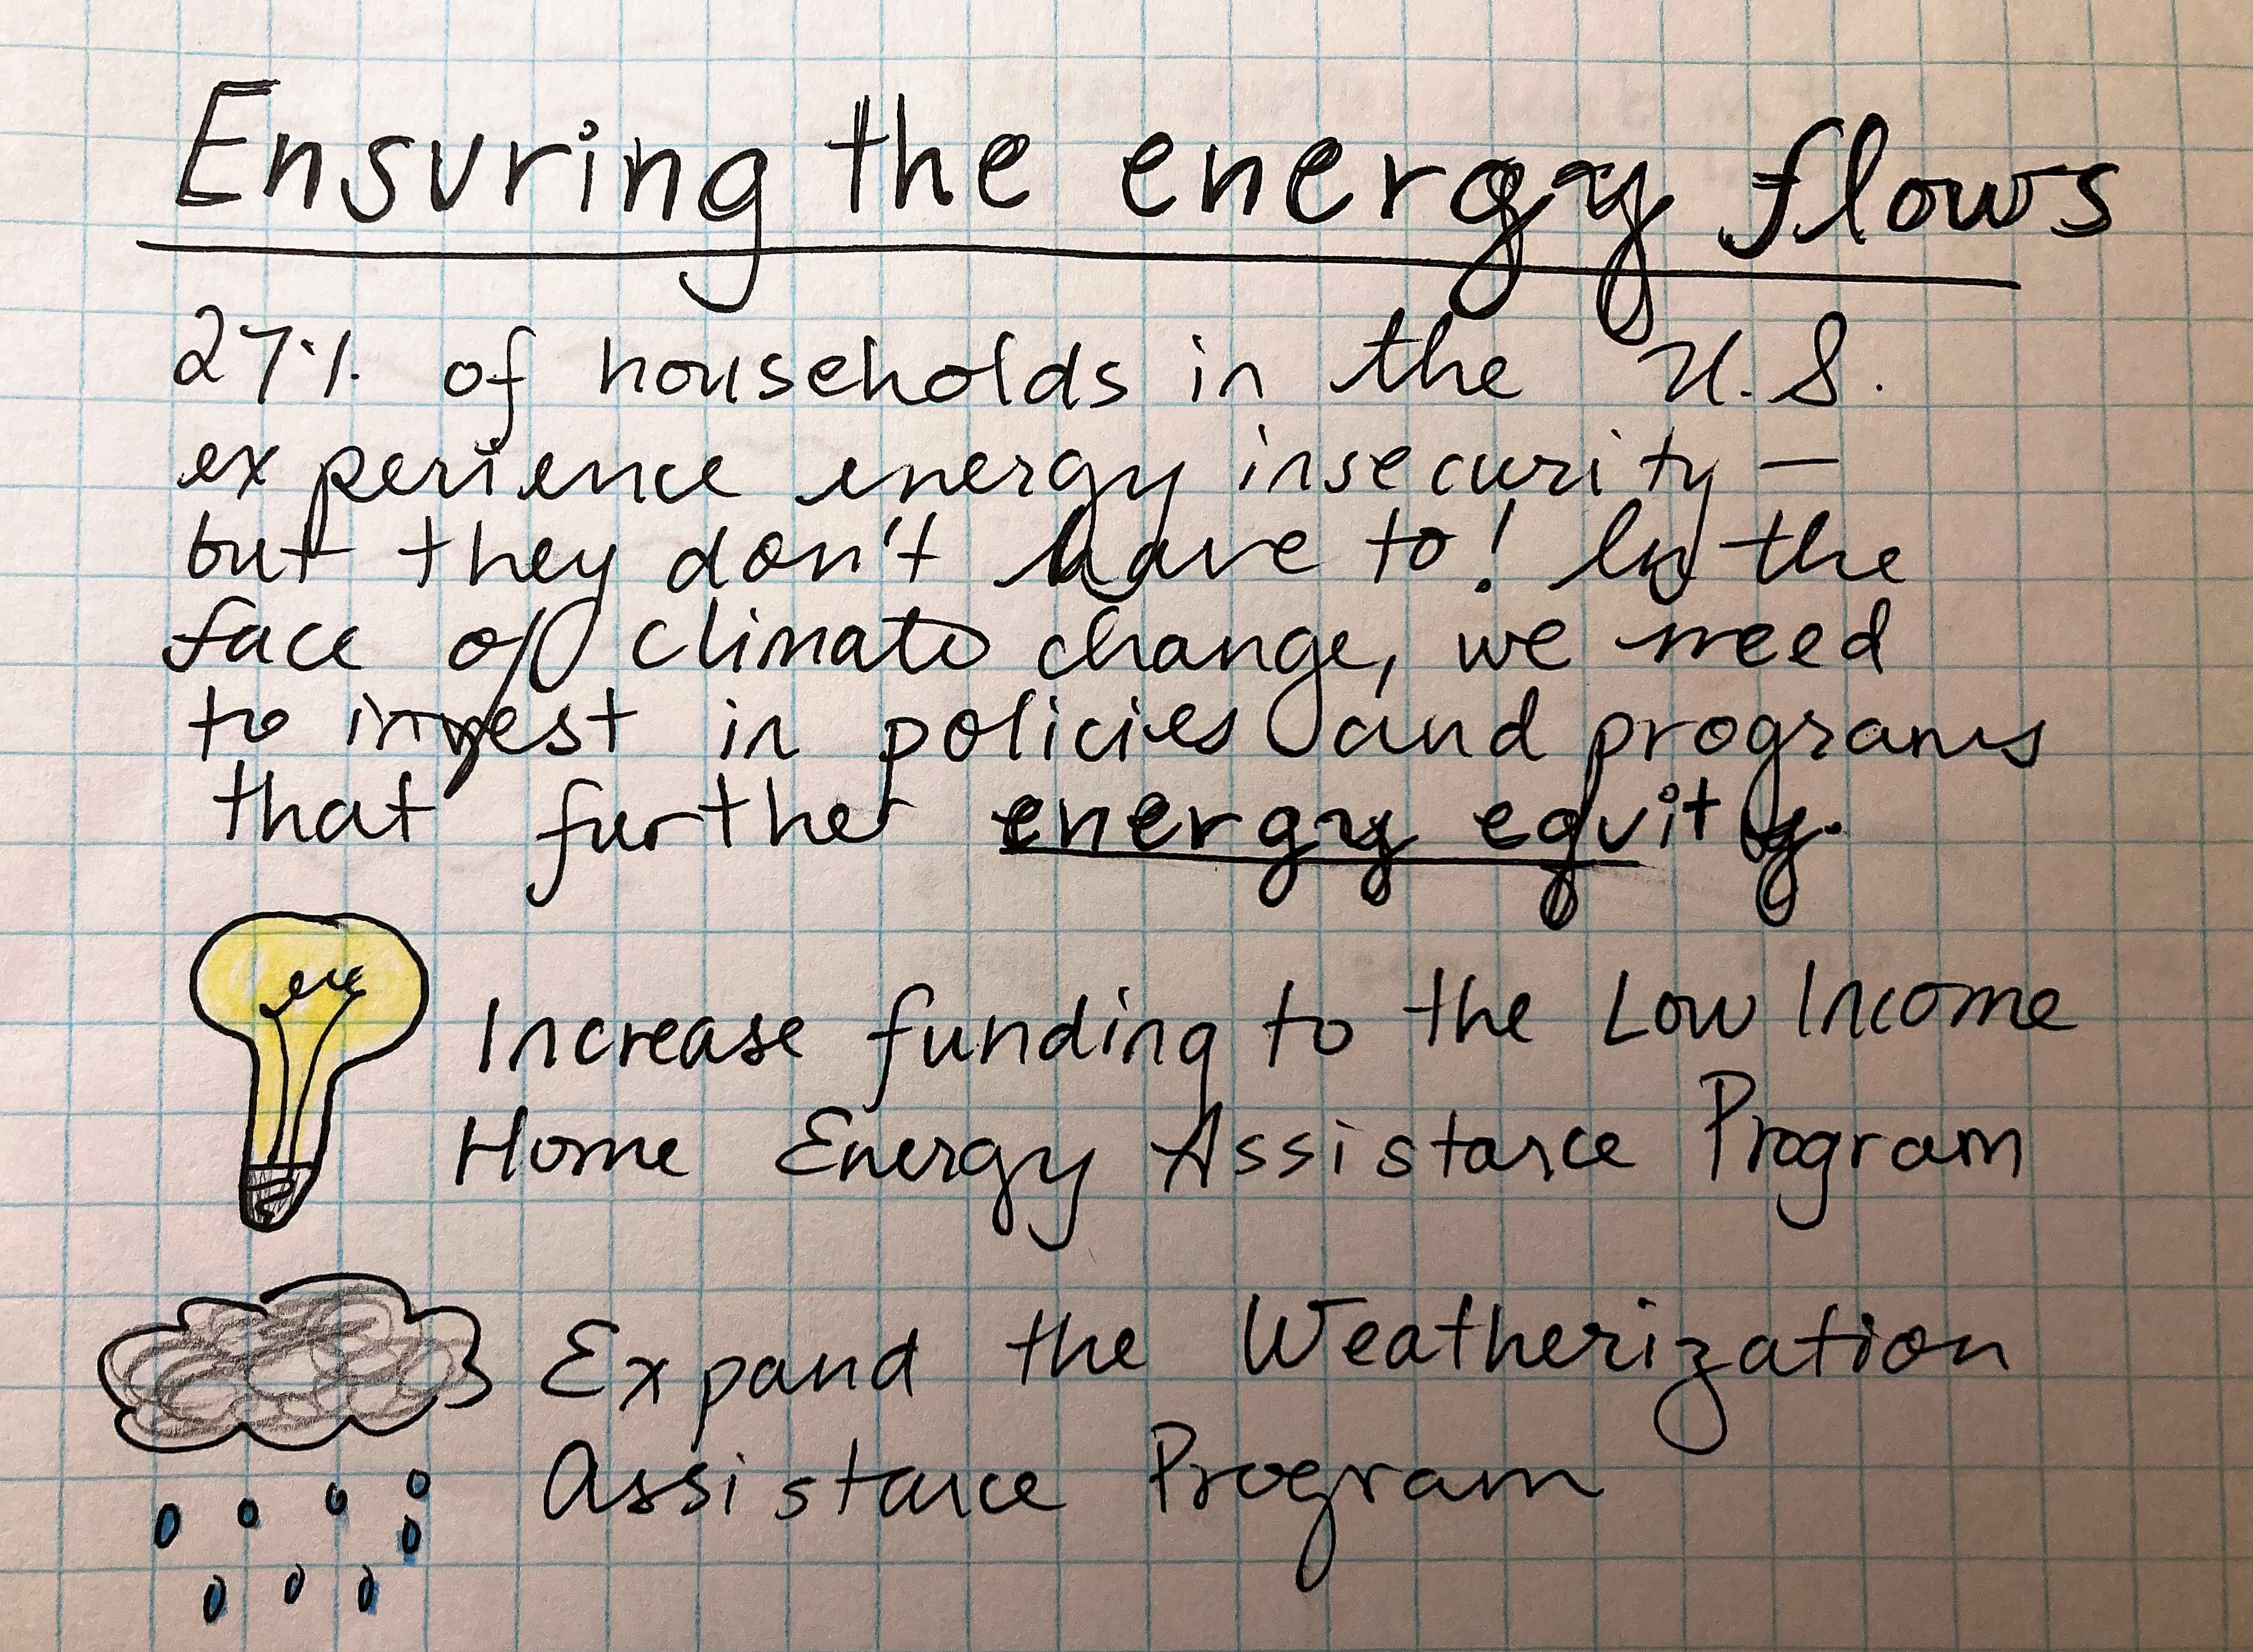 Ensuring the energy flows
27% of households in the U.S.
experience energy insecurity –
but they don't have to! In the
face of climate change, we need
to invest in policies and programs
that further energy equity.
Increase funding to the Low Income
Home Energy Assistance Program
Expand the Weatherization
Assistance Program